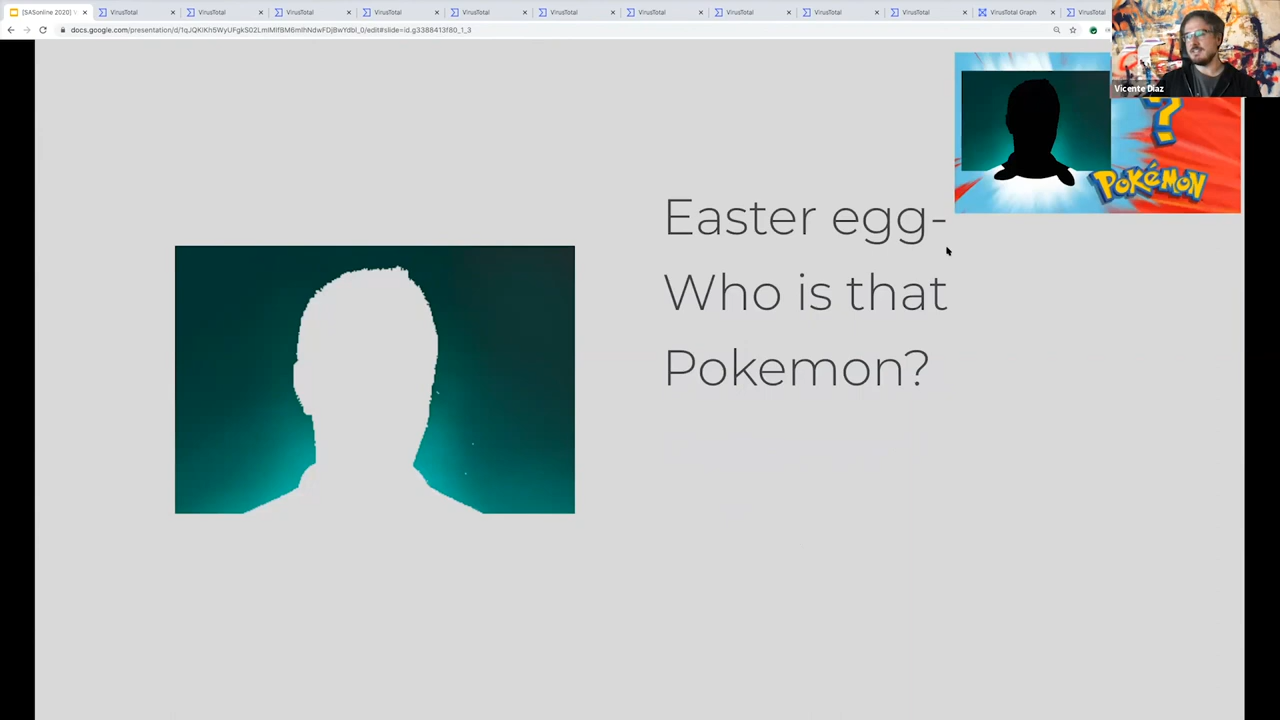 [SASonline 2020] V
VirusTotal
VirusTotal
VirusTotal
VirusTotal
VirusTotal
VirusTotal
VirusTotal
VirusTotal
VirusTotal
VirusTotal
VirusTotal Graph
VirusTotal
Vicente Diaz
?
POKéMON
Easter egg-
Who is that
Pokemon?